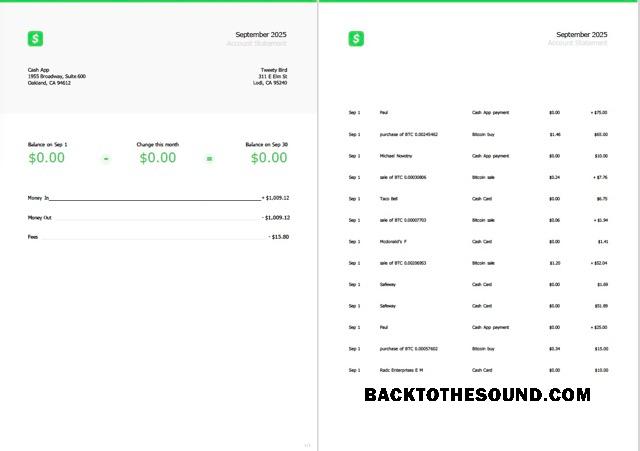 September 2025
Account Statement
Cash App
1955 Broadway, Suite 600
Oakland, CA 94612
Tweety Bird
311 E Elm St
Lodi, CA 95240
Balance on Sep 1 Change this month Balance on Sep 30
$0.00 - $0.00 = $0.00
Money In + $1,009.12
Money Out - $1,009.12
Fees - $15.80
September 2025
Account Statement
Sep 1 Paul Cash App payment $0.00 + $75.00
Sep 1 purchase of BTC 0.00245462 Bitcoin buy $1.46 $65.00
Sep 1 Michael Novotny Cash App payment $0.00 $10.00
Sep 1 sale of BTC 0.00030806 Bitcoin sale $0.24 + $7.76
Sep 1 Taco Bell Cash Card $0.00 $6.75
Sep 1 sale of BTC 0.00007703 Bitcoin sale $0.06 + $1.94
Sep 1 Mcdonald's F Cash Card $0.00 $1.41
Sep 1 sale of BTC 0.00206953 Bitcoin sale $1.20 + $52.04
Sep 1 Safeway Cash Card $0.00 $1.69
Sep 1 Safeway Cash Card $0.00 $51.89
Sep 1 Paul Cash App payment $0.00 + $25.00
Sep 1 purchase of BTC 0.00057602 Bitcoin buy $0.34 $15.00
Sep 1 Radc Enterprises E M Cash Card $0.00 $10.00
BACKTOTHESOUND.COM